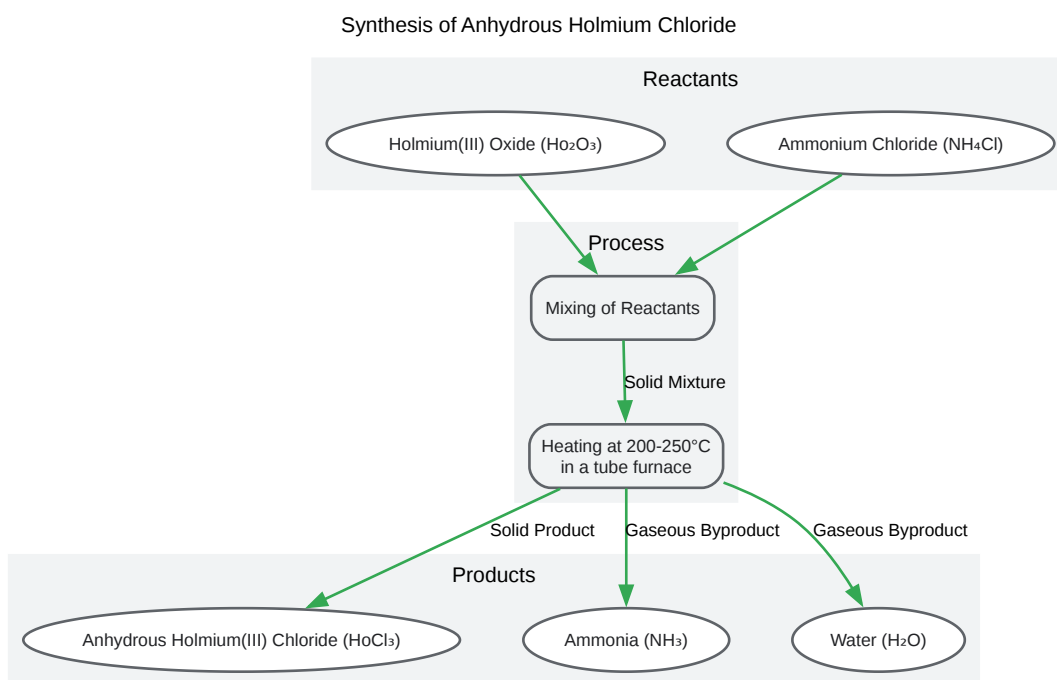 Synthesis of Anhydrous Holmium Chloride
Reactants
Holmium(III) Oxide (Ho₂O₃)
Ammonium Chloride (NH₄Cl)
Process
Mixing of Reactants
Solid Mixture
Heating at 200-250°C
in a tube furnace
Solid Product
Gaseous Byproduct
Gaseous Byproduct
Products
Anhydrous Holmium(III) Chloride (HoCl₃)
Ammonia (NH₃)
Water (H₂O)